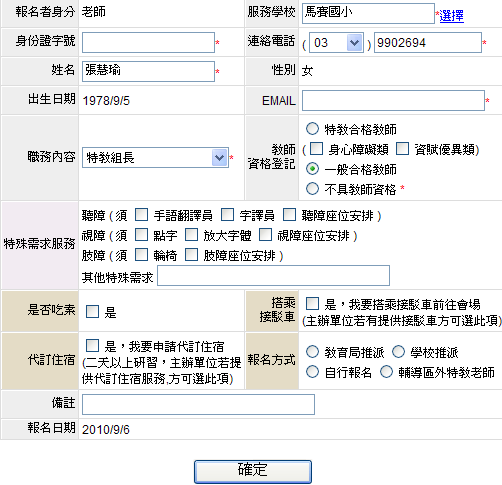 報名者身分 老師 服務學校 馬賽國小 *選擇
身份證字號 * 連絡電話 ( 03 ) 9902694 *
姓名 張慧瑜 * 性別 女
出生日期 1978/9/5 EMAIL *
職務內容 特教組長 * 教師資格登記
特教合格教師
( 身心障礙類 資賦優異類)
一般合格教師
不具教師資格 *
特殊需求服務
聽障 ( 須 手語翻譯員 字譯員 聽障座位安排 )
視障 ( 須 點字 放大字體 視障座位安排 )
肢障 ( 須 輪椅 肢障座位安排 )
其他特殊需求
是否吃素 是
搭乘
接駁車
是，我要搭乘接駁車前往會場
(主辦單位若有提供接駁車方可選此項)
代訂住宿
是，我要申請代訂住宿
(二天以上研習，主辦單位若提
供代訂住宿服務,方可選此項)
報名方式
教育局推派 學校推派
自行報名 輔導區外特教老師
備註
報名日期 2010/9/6
確定